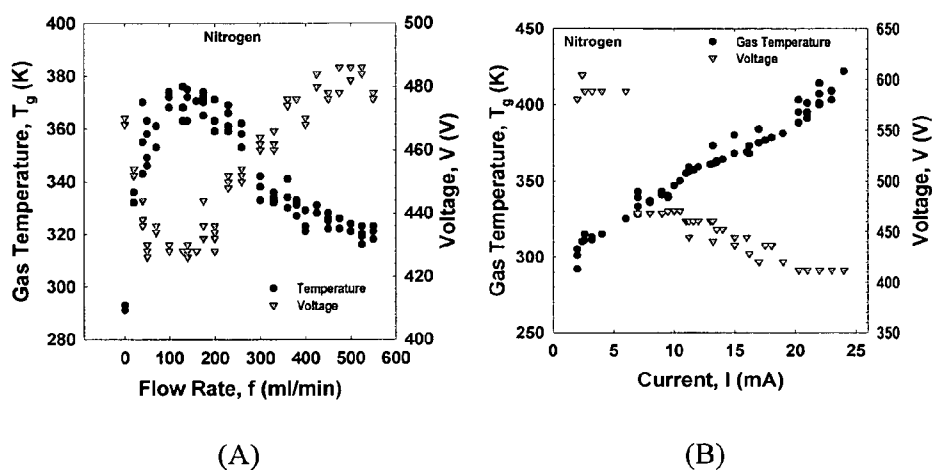 Nitrogen
Temperature
Voltage
Gas Temperature, Tg (K)
400
380
360
340
320
300
280
Voltage, V (V)
500
480
460
440
420
400
0 100 200 300 400 500 600
Flow Rate, f (ml/min)
(A)
Nitrogen
Gas Temperature
Voltage
Gas Temperature, Tg (K)
450
400
350
300
250
Voltage, V (V)
650
600
550
500
450
400
350
0 5 10 15 20 25
Current, I (mA)
(B)